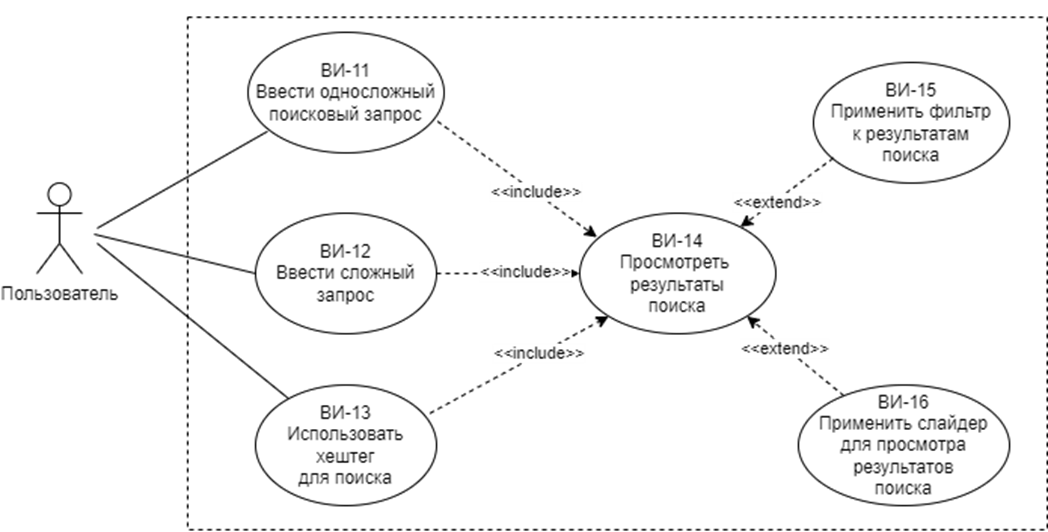 ВИ-11
Ввести односложный
поисковый запрос
ВИ-15
Применить фильтр
к результатам
поиска
<<include>>
<<extend>>
Пользователь
ВИ-12
Ввести сложный
запрос
<<include>>
ВИ-14
Просмотреть
результаты
поиска
<<include>>
<<extend>>
ВИ-13
Использовать
хештег
для поиска
ВИ-16
Применить слайдер
для просмотра
результатов
поиска